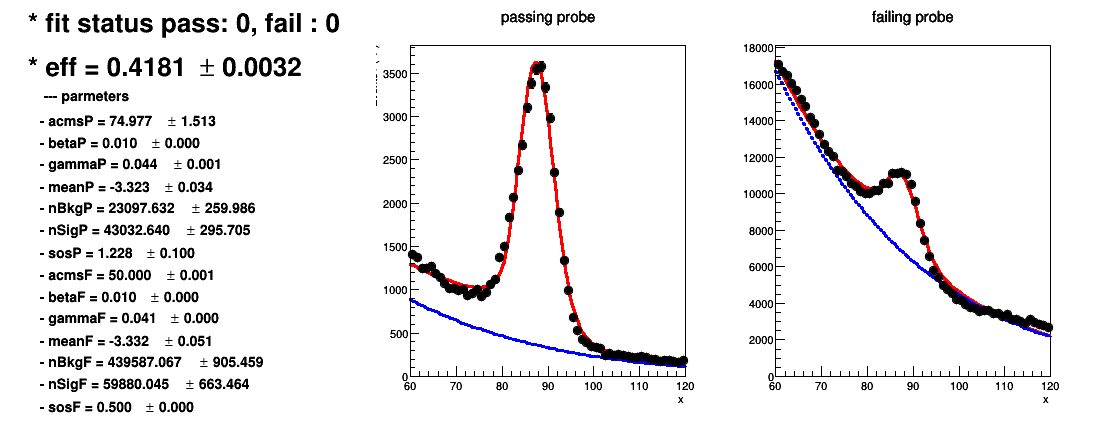 * fit status pass: 0, fail : 0
* eff = 0.4181 ± 0.0032
--- parmeters
- acmsP = 74.977 ± 1.513
- betaP = 0.010 ± 0.000
- gammaP = 0.044 ± 0.001
- meanP = -3.323 ± 0.034
- nBkgP = 23097.632 ± 259.986
- nSigP = 43032.640 ± 295.705
- sosP = 1.228 ± 0.100
- acmsF = 50.000 ± 0.001
- betaF = 0.010 ± 0.000
- gammaF = 0.041 ± 0.000
- meanF = -3.332 ± 0.051
- nBkgF = 439587.067 ± 905.459
- nSigF = 59880.045 ± 663.464
- sosF = 0.500 ± 0.000
passing probe
3500
3000
2500
2000
1500
1000
500
0
60 70 80 90 100 110 120
x
failing probe
18000
16000
14000
12000
10000
8000
6000
4000
2000
0
60 70 80 90 100 110 120
x